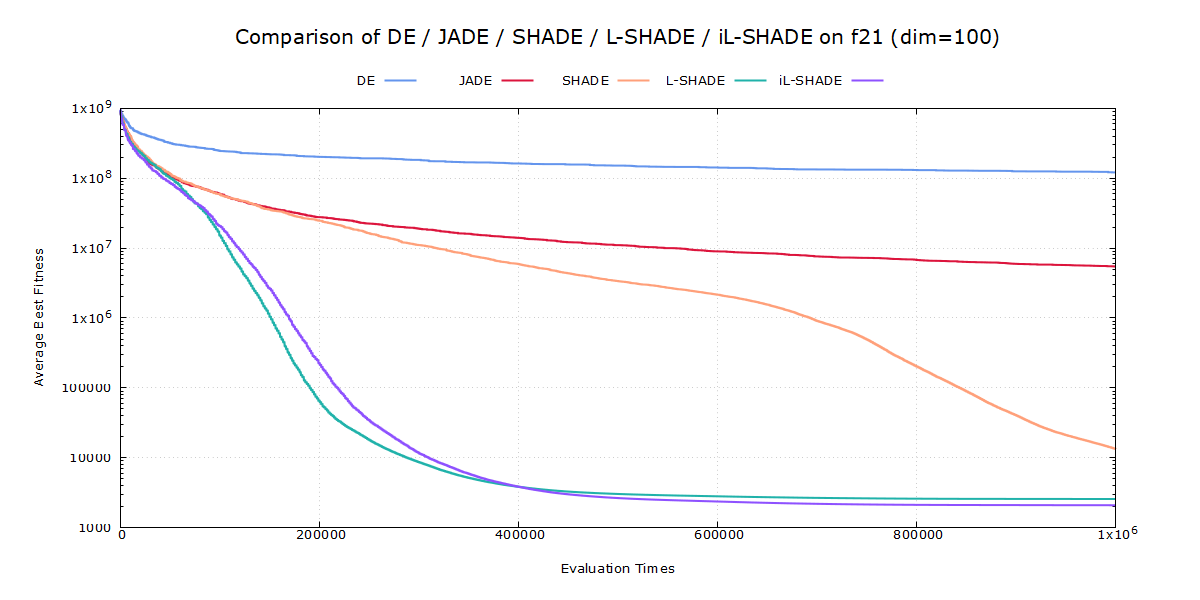 Comparison of DE / JADE / SHADE / L-SHADE / iL-SHADE on f21 (dim=100)
DE JADE SHADE L-SHADE iL-SHADE
1x10^9
1x10^8
1x10^7
1x10^6
100000
10000
1000
Average Best Fitness
0 200000 400000 600000 800000 1x10^6
Evaluation Times